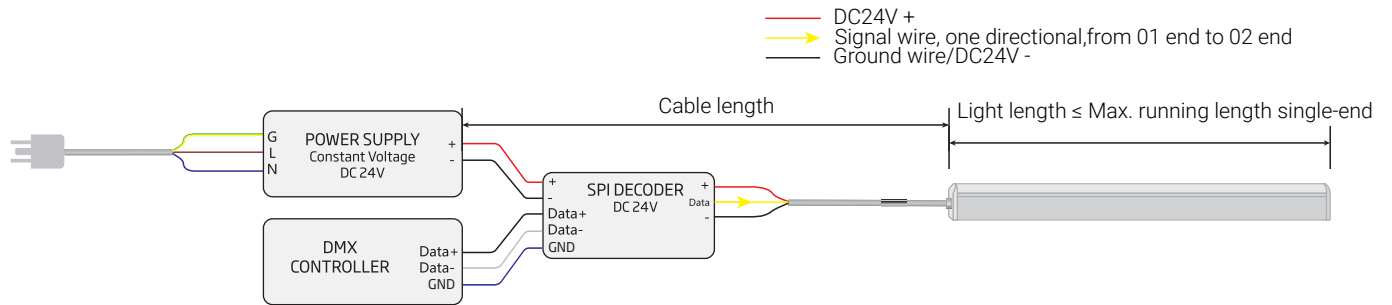 DC24V +
Signal wire, one directional,from 01 end to 02 end
Ground wire/DC24V -
Cable length
Light length ≤ Max. running length single-end
G
L
N
POWER SUPPLY
Constant Voltage
DC 24V
+
-
+
-
Data+
Data-
GND
SPI DECODER
DC 24V
+
Data
-
DMX
CONTROLLER
Data+
Data-
GND